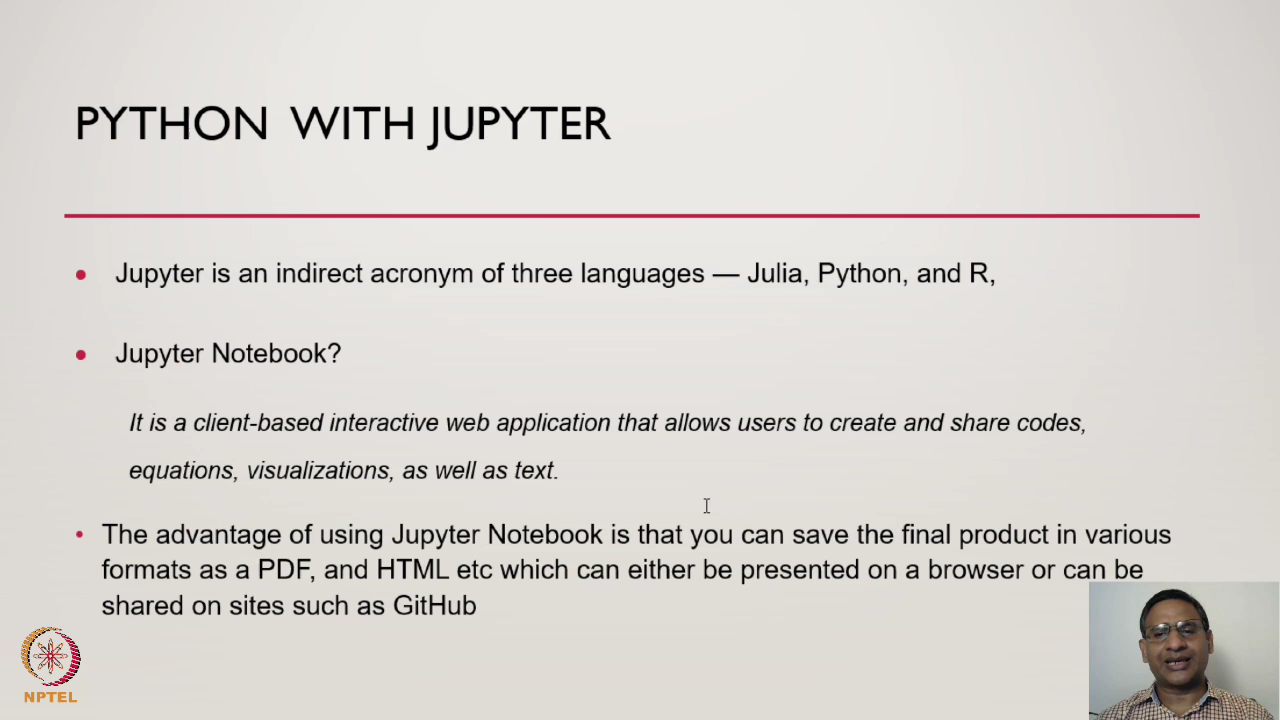 PYTHON WITH JUPYTER
• Jupyter is an indirect acronym of three languages — Julia, Python, and R,
• Jupyter Notebook?
It is a client-based interactive web application that allows users to create and share codes,
equations, visualizations, as well as text.
• The advantage of using Jupyter Notebook is that you can save the final product in various
formats as a PDF, and HTML etc which can either be presented on a browser or can be
shared on sites such as GitHub
NPTEL